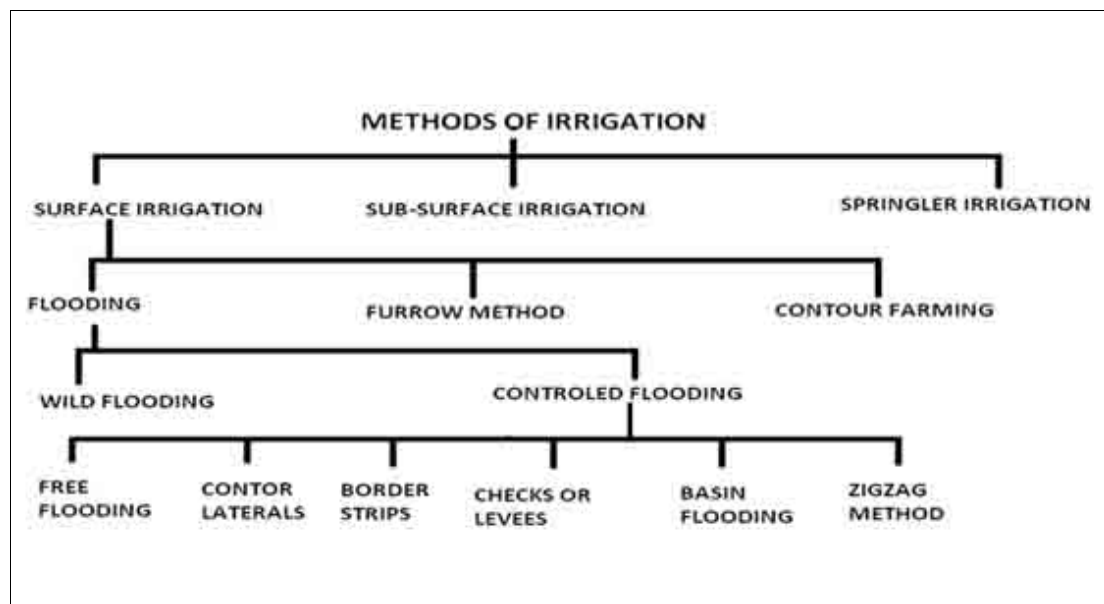 METHODS OF IRRIGATION
SURFACE IRRIGATION
SUB-SURFACE IRRIGATION
SPRINGLER IRRIGATION
FLOODING
FURROW METHOD
CONTOUR FARMING
WILD FLOODING
CONTROLED FLOODING
FREE
FLOODING
CONTOR
LATERALS
BORDER
STRIPS
CHECKS OR
LEVEES
BASIN
FLOODING
ZIGZAG
METHOD